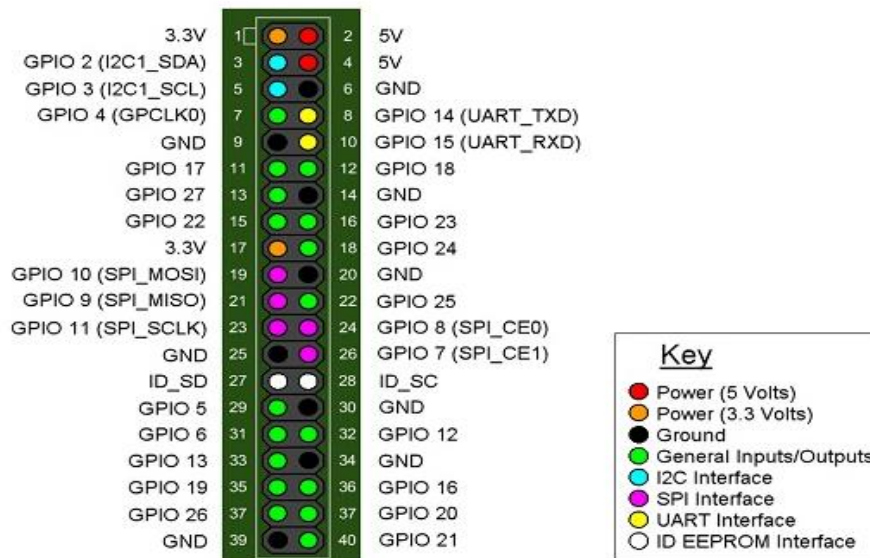 3.3V 1 2 5V
GPIO 2 (I2C1_SDA) 3 4 5V
GPIO 3 (I2C1_SCL) 5 6 GND
GPIO 4 (GPCLK0) 7 8 GPIO 14 (UART_TXD)
GND 9 10 GPIO 15 (UART_RXD)
GPIO 17 11 12 GPIO 18
GPIO 27 13 14 GND
GPIO 22 15 16 GPIO 23
3.3V 17 18 GPIO 24
GPIO 10 (SPI_MOSI) 19 20 GND
GPIO 9 (SPI_MISO) 21 22 GPIO 25
GPIO 11 (SPI_SCLK) 23 24 GPIO 8 (SPI_CE0)
GND 25 26 GPIO 7 (SPI_CE1)
ID_SD 27 28 ID_SC
GPIO 5 29 30 GND
GPIO 6 31 32 GPIO 12
GPIO 13 33 34 GND
GPIO 19 35 36 GPIO 16
GPIO 26 37 37 GPIO 20
GND 39 40 GPIO 21
Key
Power (5 Volts)
Power (3.3 Volts)
Ground
General Inputs/Outputs
I2C Interface
SPI Interface
UART Interface
ID EEPROM Interface